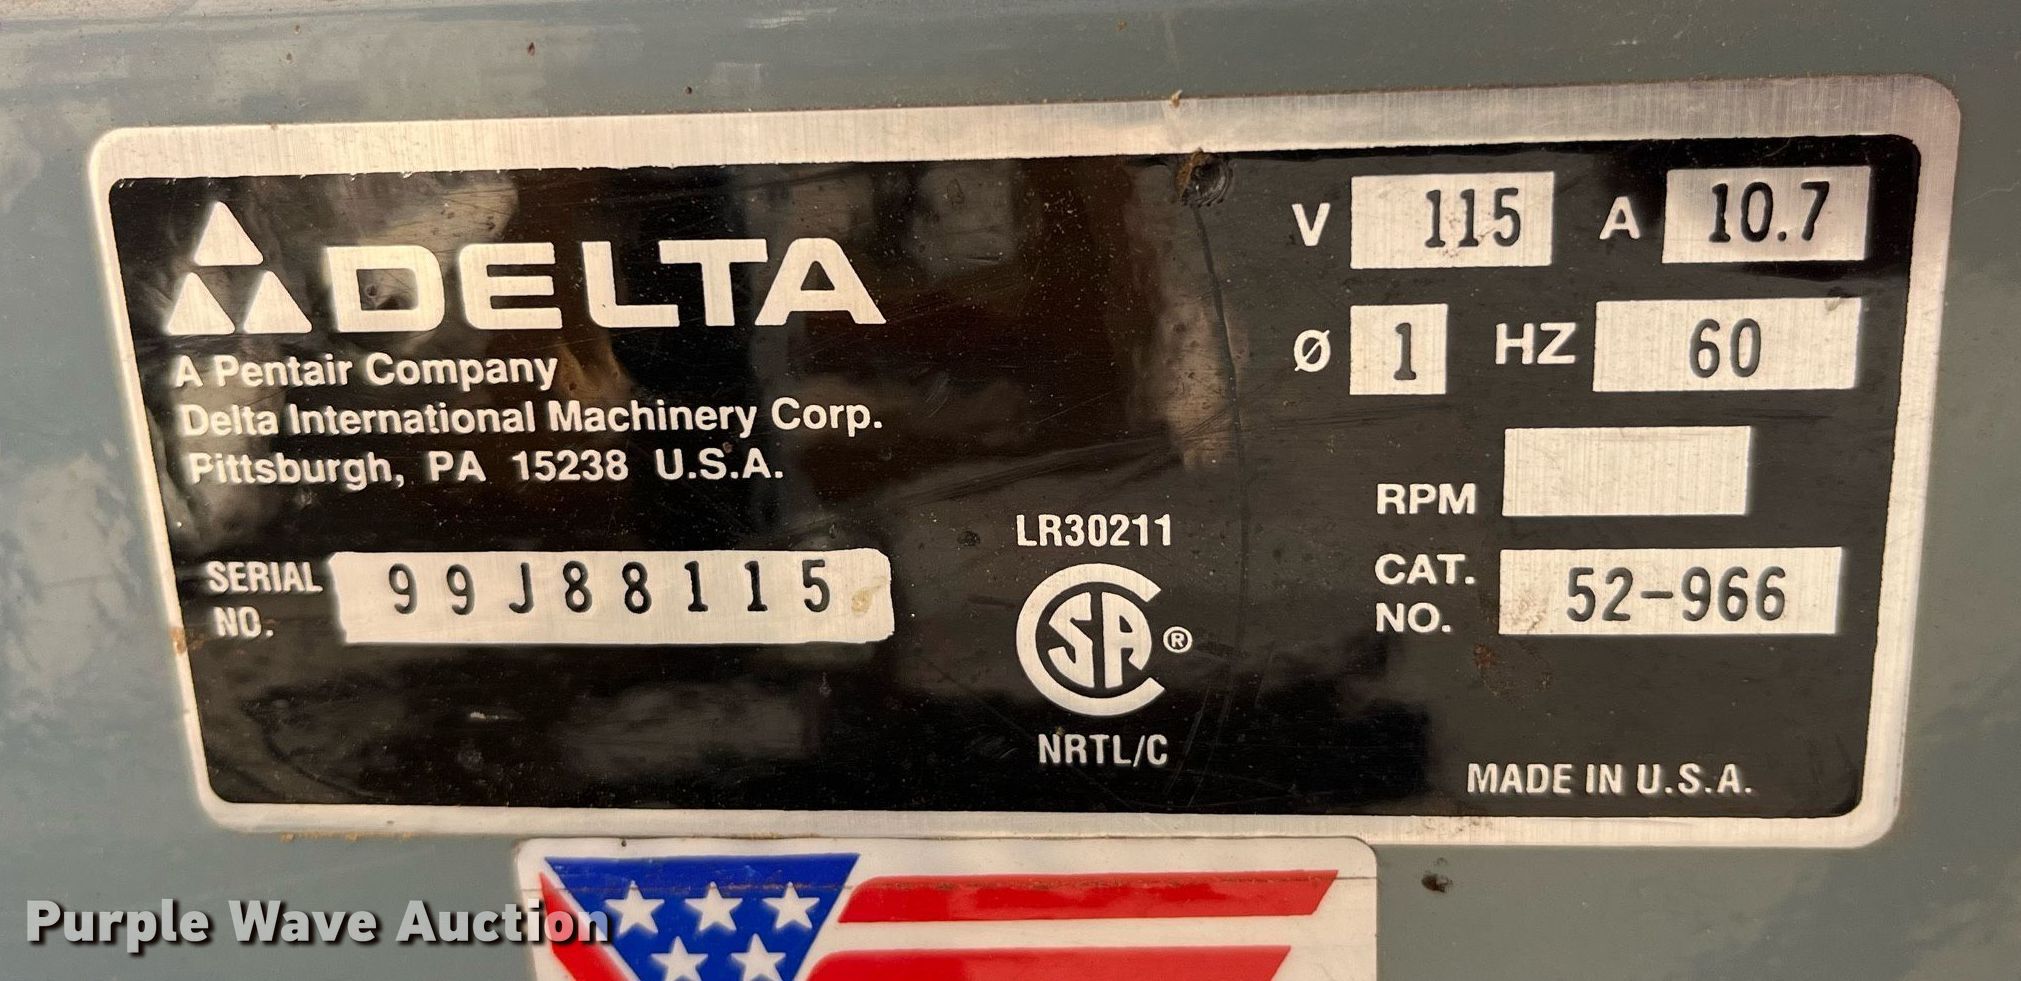 DELTA
A Pentair Company
Delta International Machinery Corp.
Pittsburgh, PA 15238 U.S.A.
SERIAL NO. 99J88115
LR30211
CSA®
NRTL/C
V 115 A 10.7
Ø 1 HZ 60
RPM
CAT. NO. 52-966
MADE IN U.S.A.
Purple Wave Auction